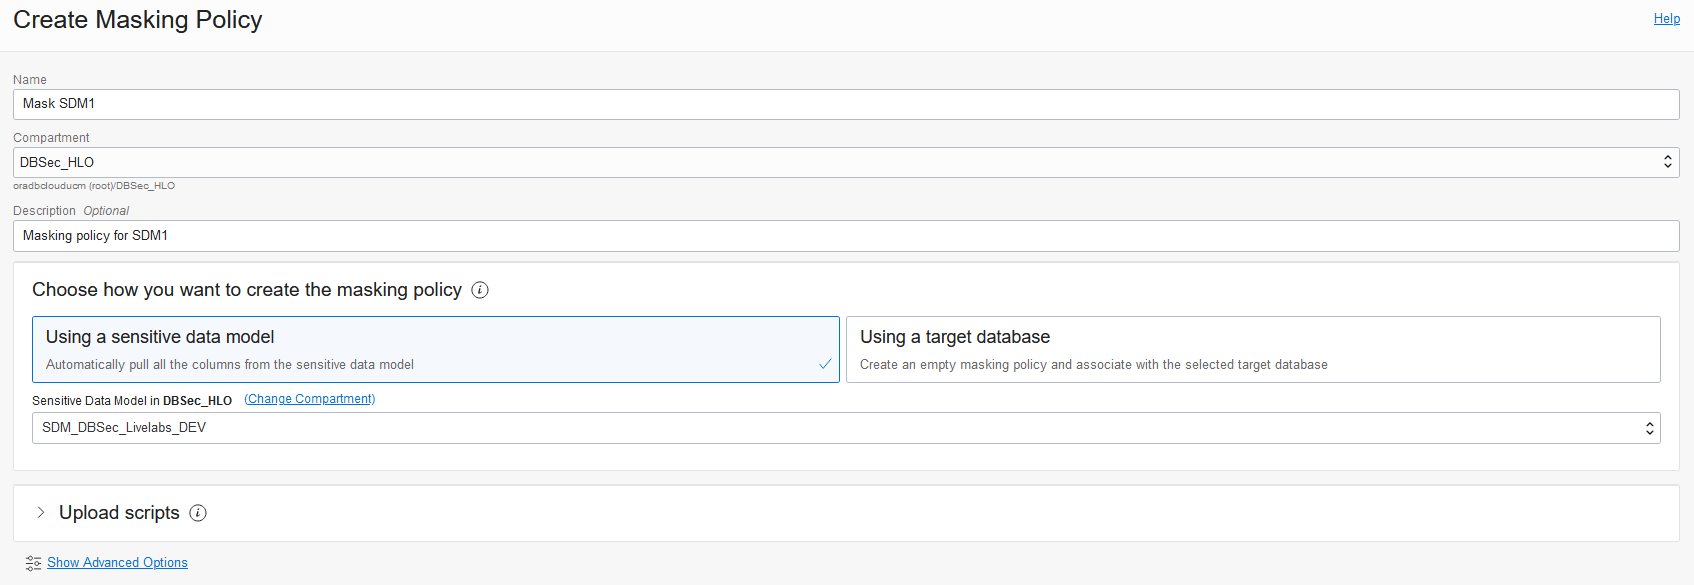 Create Masking Policy
Help
Name
Mask SDM1
Compartment
DBSec_HLO
oradbclouducm (root)/DBSec_HLO
Description Optional
Masking policy for SDM1
Choose how you want to create the masking policy
Using a sensitive data model
Automatically pull all the columns from the sensitive data model
Using a target database
Create an empty masking policy and associate with the selected target database
Sensitive Data Model in DBSec_HLO (Change Compartment)
SDM_DBSec_Livelabs_DEV
Upload scripts
Show Advanced Options